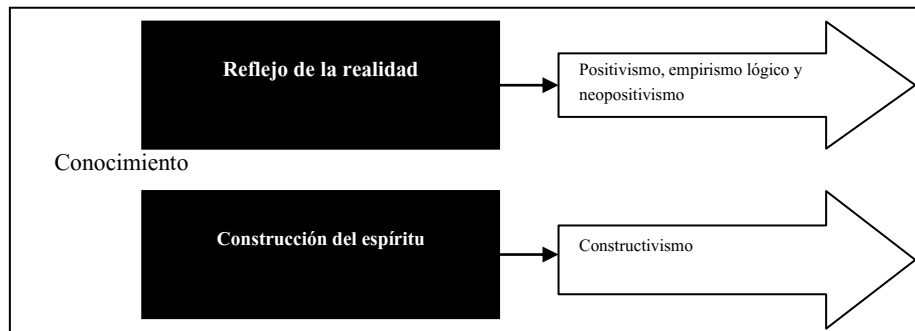 Reflejo de la realidad
Positivismo, empirismo lógico y
neopositivismo
Conocimiento
Construcción del espíritu
Constructivismo